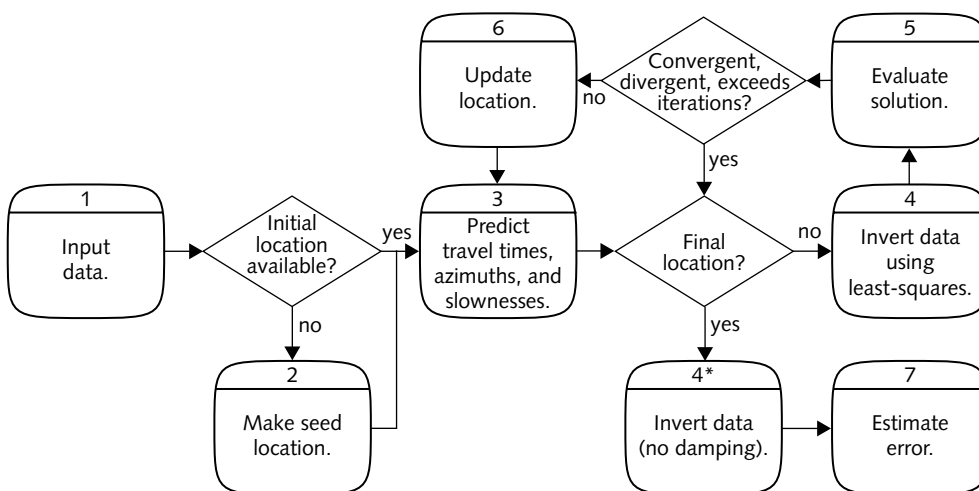 6
Update
location.
Convergent,
divergent, exceeds
iterations?
no
yes
5
Evaluate
solution.
1
Input
data.
Initial
location
available?
yes
no
2
Make seed
location.
3
Predict
travel times,
azimuths, and
slownesses.
Final
location?
no
yes
4
Invert data
using
least-squares.
4*
Invert data
(no damping).
7
Estimate
error.